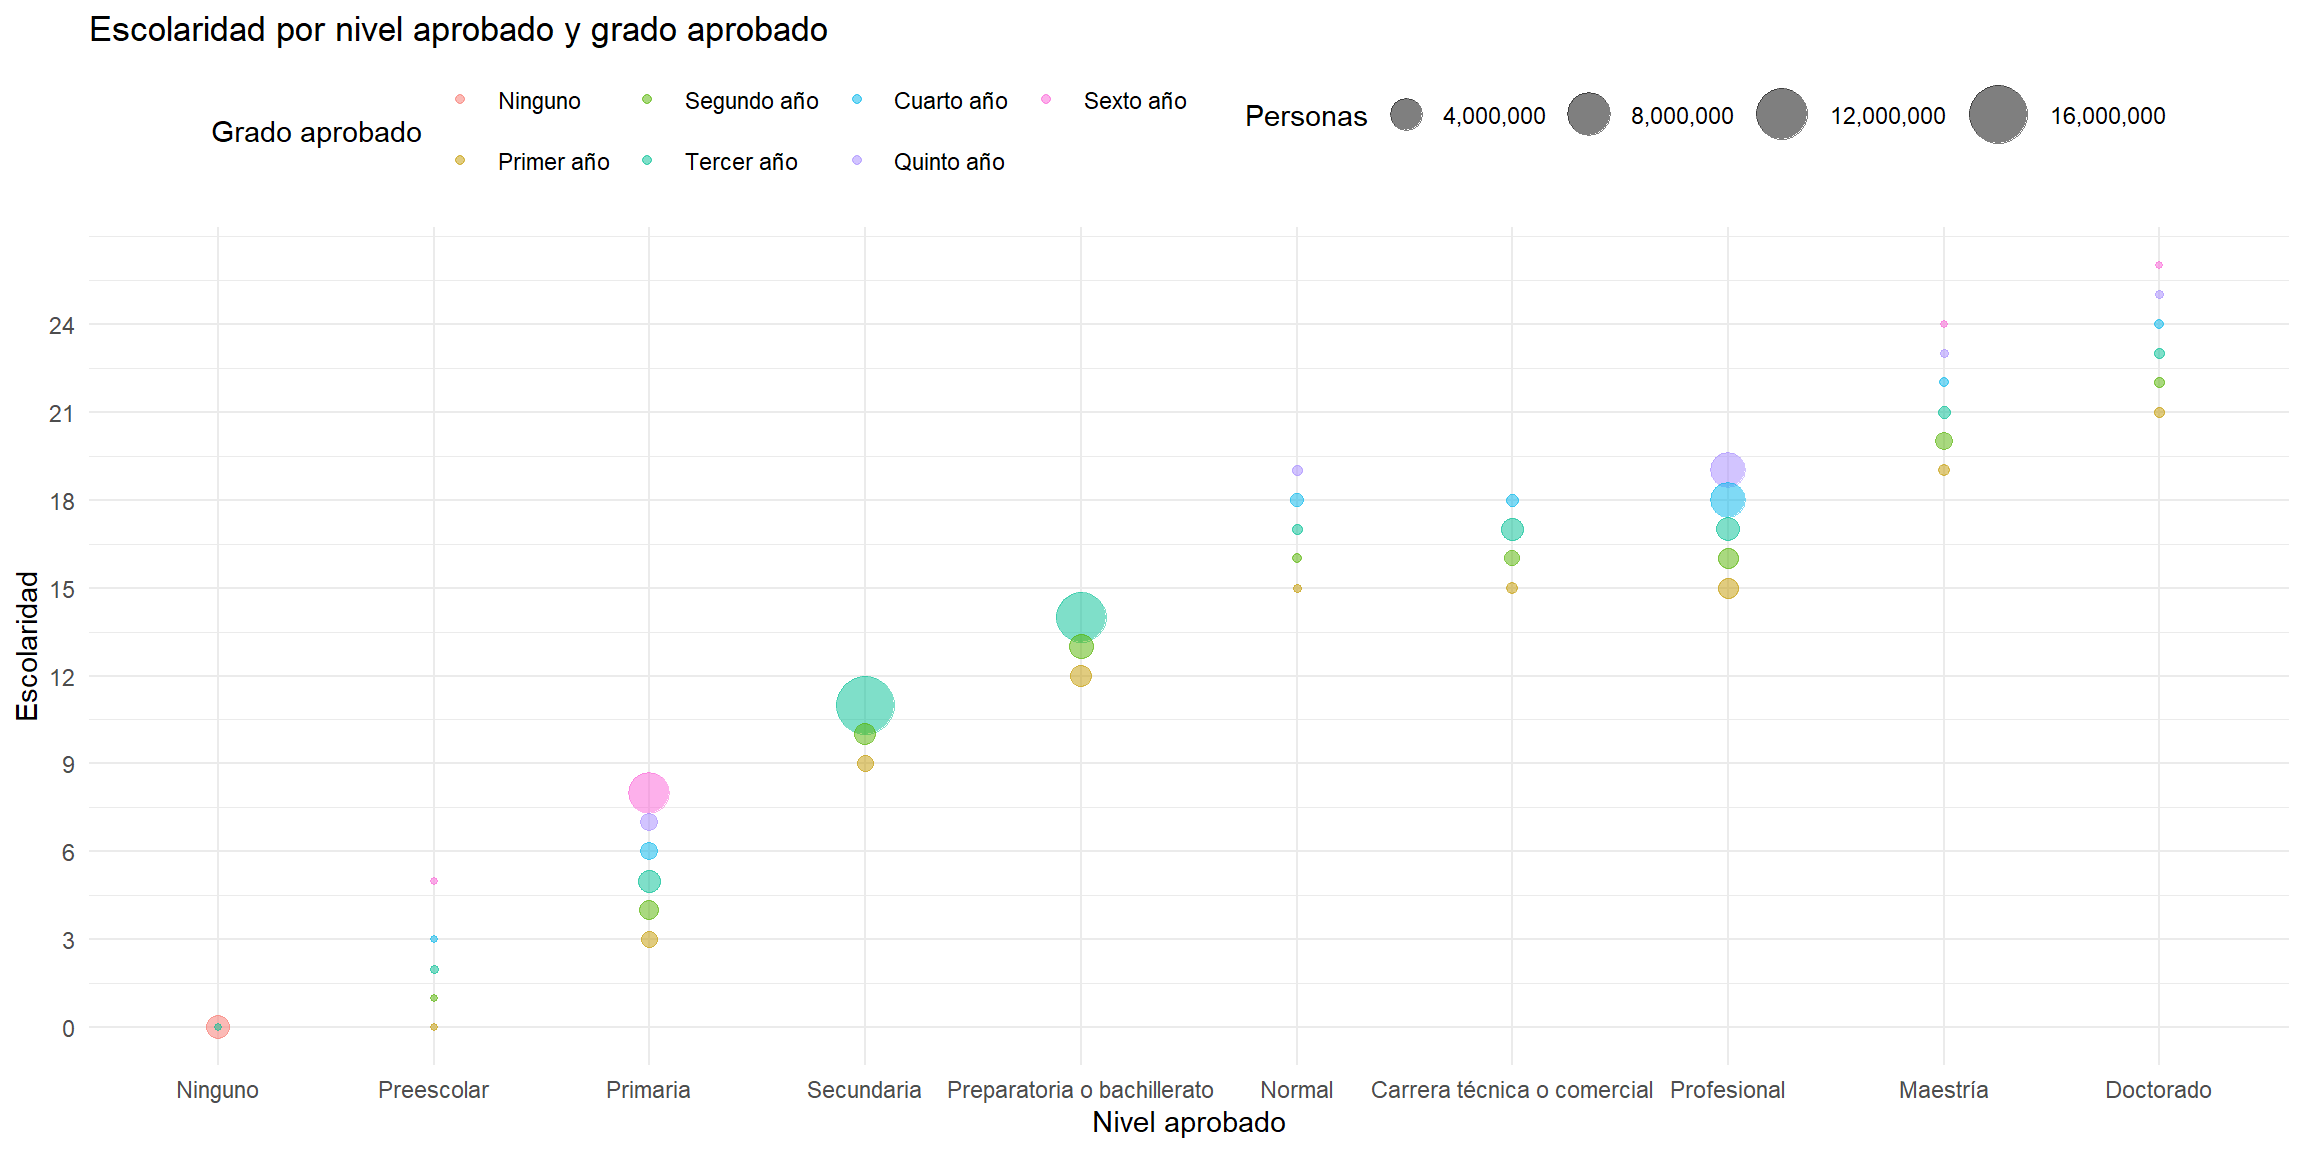 Escolaridad por nivel aprobado y grado aprobado
Grado aprobado
Ninguno Segundo año Cuarto año Sexto año
Primer año Tercer año Quinto año
Personas 4,000,000 8,000,000 12,000,000 16,000,000
Escolaridad
24
21
18
15
12
9
6
3
0
Ninguno Preescolar Primaria Secundaria Preparatoria o bachillerato Normal Carrera técnica o comercial Profesional Maestría Doctorado
Nivel aprobado